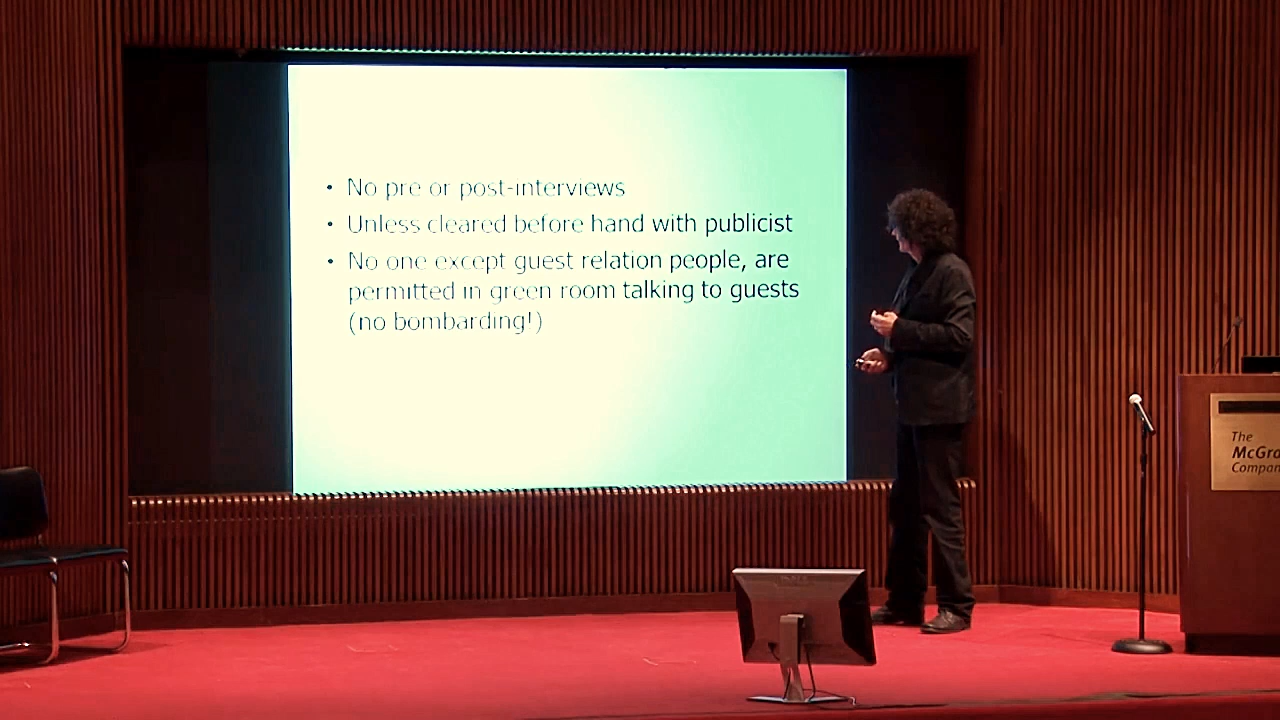 • No pre or post-interviews
• Unless cleared before hand with publicist
• No one except guest relation people, are
permitted in green room talking to guests
(no bombarding!)
The
McGra
Compan